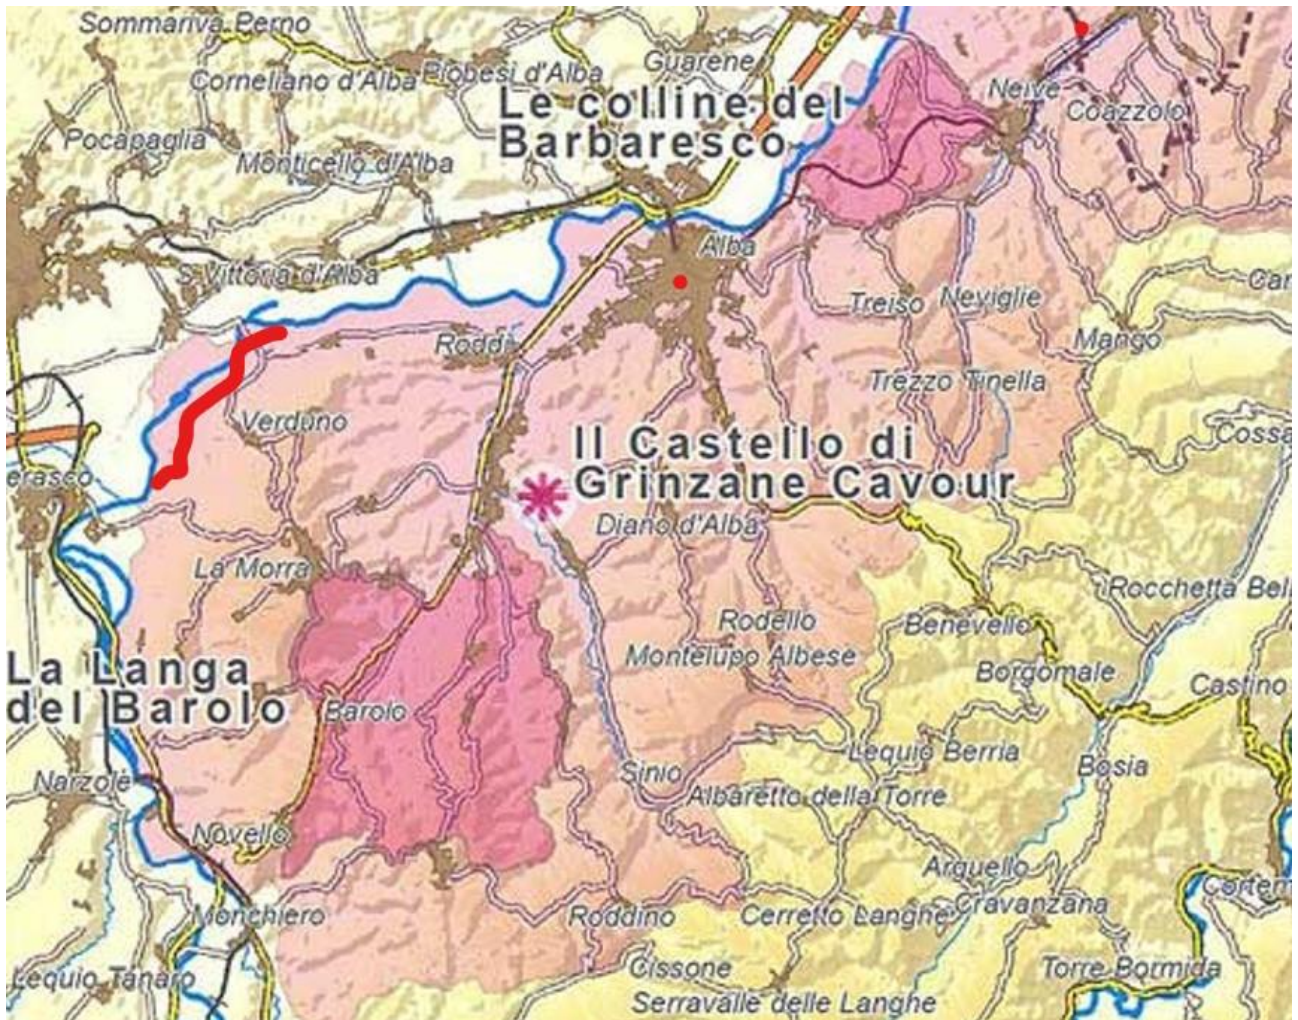 Sommariva Perno
Corneliano d'Alba
Piobesi d'Alba
Guarene
Le colline del
Barbaresco
Neive
Coazzolo
Pocapaglia
Monticello d'Alba
S Vittoria d'Alba
Alba
Treiso
Neviglie
Mango
Roddi
Trezzo Tinella
Verduno
Il Castello di
Grinzane Cavour
Diano d'Alba
La Morra
Rodello
Benevello
Montelupo Albese
Borgomale
Castino
La Langa
del Barolo
Barolo
Lequio Berria
Bosia
Narzole
Sinio
Albaretto della Torre
Novello
Arguello
Monchiero
Roddino
Cerretto Langhe
Cravanzana
Lequio Tanaro
Cissone
Torre Bormida
Serravalle delle Langhe
erasco
Cossa
Rocchetta Bel
Cortem
Car